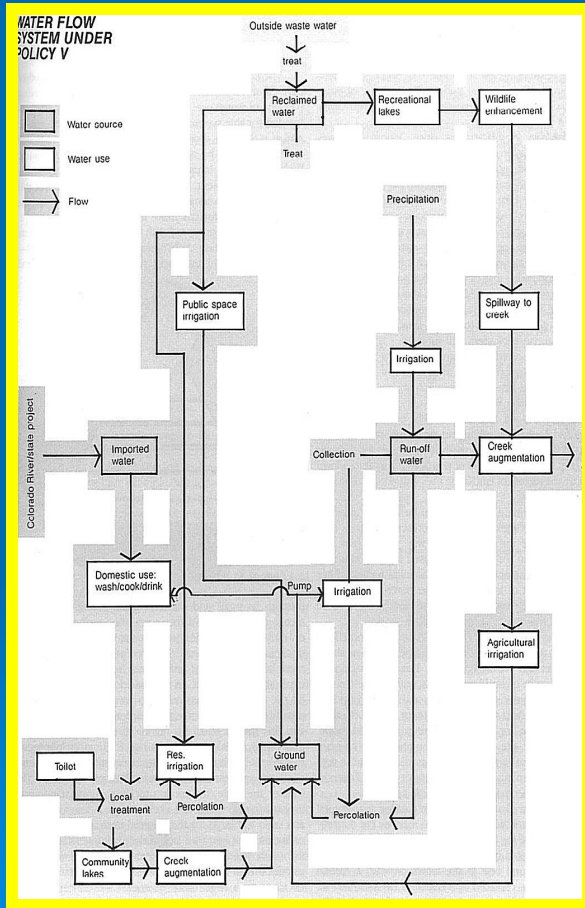 WATER FLOW
SYSTEM UNDER
POLICY V
Outside waste water
treat
Reclaimed
water
Recreational
lakes
Wildlife
enhancement
Water source
Water use
Treat
Flow
Precipitation
Public space
irrigation
Spillway to
creek
Irrigation
Colorado River/state project
Imported
water
Collection
Run-off
water
Creek
augmentation
Domestic use:
wash/cook/drink
Pump
Irrigation
Agricultural
irrigation
Toilot
Res.
irrigation
Ground
water
Local
treatment
Percolation
Percolation
Community
lakes
Creek
augmentation